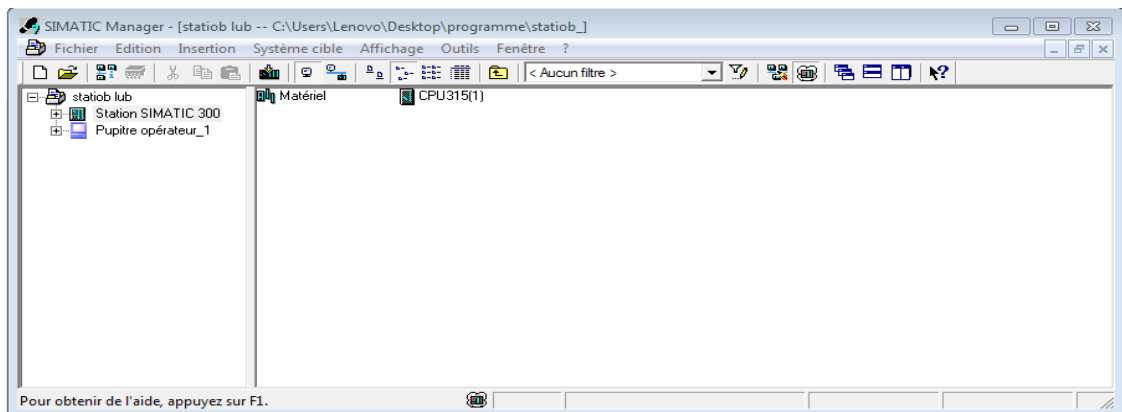 SIMATIC Manager - [statiob lub -- C:\Users\Lenovo\Desktop\programme\statiob_]
Fichier Edition Insertion Système cible Affichage Outils Fenêtre ?
< Aucun filtre >
statiob lub
Station SIMATIC 300
Pupitre opérateur_1
Matériel CPU315(1)
Pour obtenir de l'aide, appuyez sur F1.